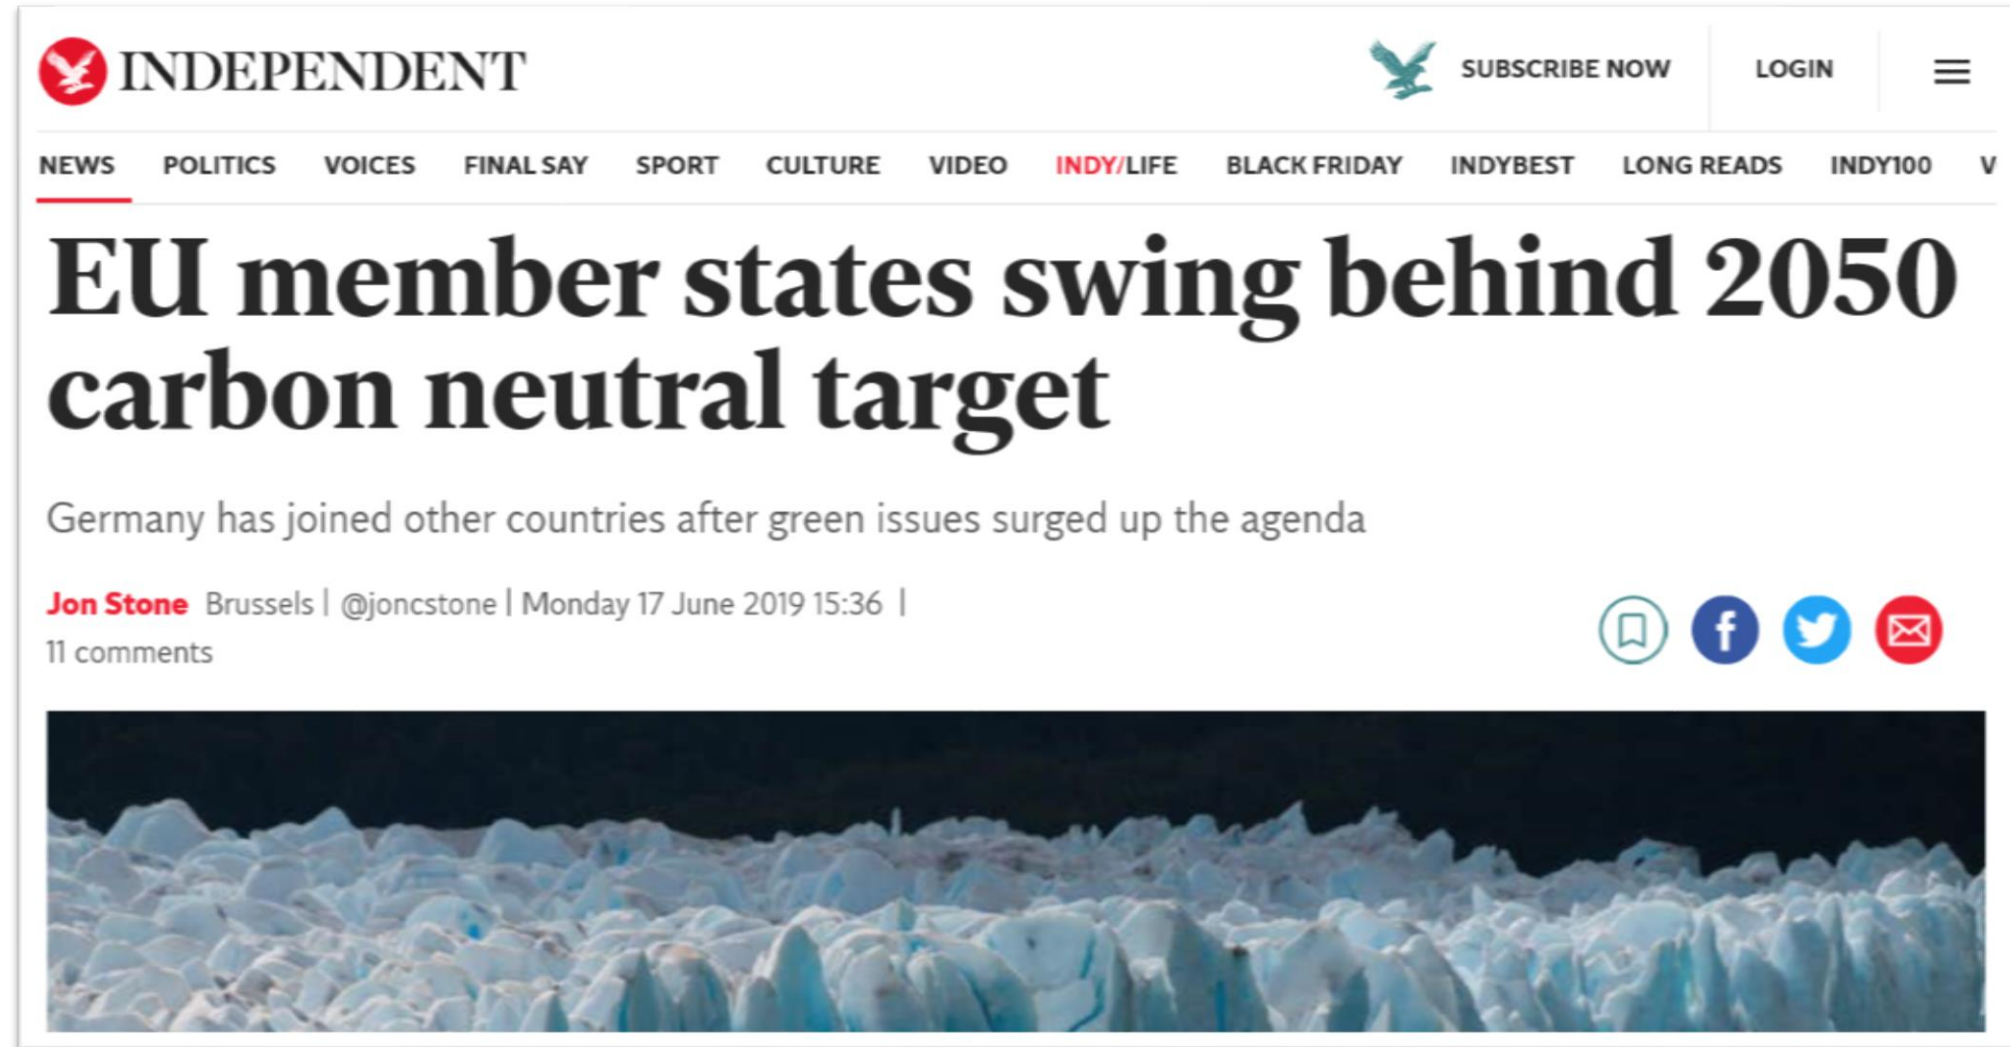 INDEPENDENT
SUBSCRIBE NOW LOGIN
NEWS POLITICS VOICES FINAL SAY SPORT CULTURE VIDEO INDY/LIFE BLACK FRIDAY INDYBEST LONG READS INDY100 V
EU member states swing behind 2050
carbon neutral target
Germany has joined other countries after green issues surged up the agenda
Jon Stone Brussels | @joncstone | Monday 17 June 2019 15:36 |
11 comments